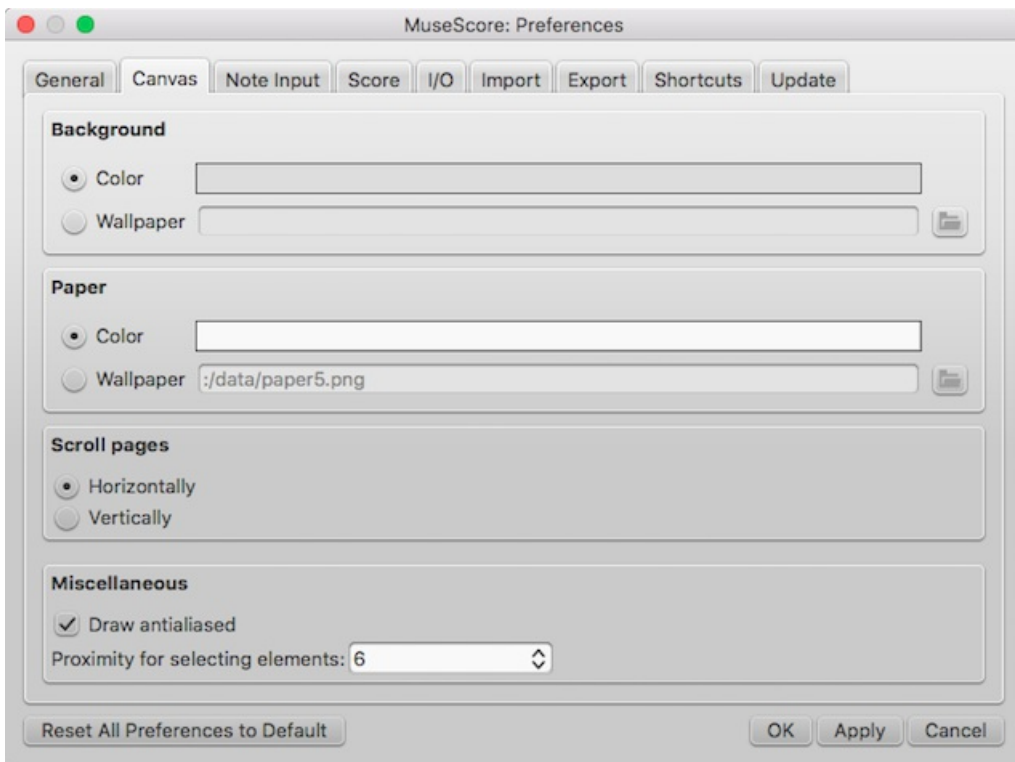 MuseScore: Preferences
General Canvas Note Input Score I/O Import Export Shortcuts Update
Background
Color
Wallpaper
Paper
Color
Wallpaper :/data/paper5.png
Scroll pages
Horizontally
Vertically
Miscellaneous
Draw antialiased
Proximity for selecting elements: 6
Reset All Preferences to Default OK Apply Cancel